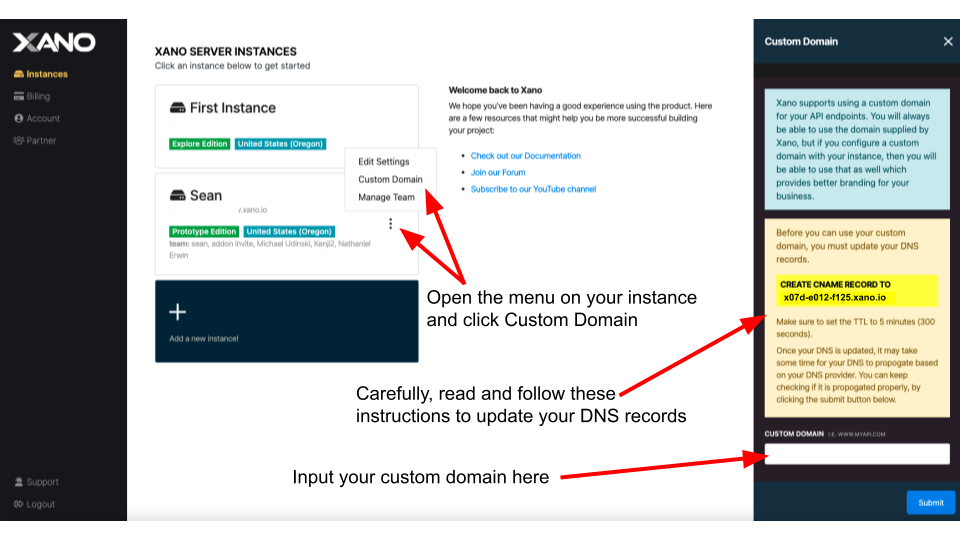 XANO
Instances
Billing
Account
Partner
Support
Logout
XANO SERVER INSTANCES
Click an instance below to get started
First Instance
Explore Edition United States (Oregon)
Edit Settings
Custom Domain
Manage Team
Sean
v.xano.io
Prototype Edition United States (Oregon)
team: sean, addon invite, Michael Udinski, Kenji2, Nathaniel
Erwin
+
Add a new instance!
Welcome back to Xano
We hope you've been having a good experience using the product. Here
are a few resources that might help you be more successful building
your project:
• Check out our Documentation
• Join our Forum
• Subscribe to our YouTube channel
Open the menu on your instance
and click Custom Domain
Carefully, read and follow these
instructions to update your DNS records
Input your custom domain here
Custom Domain
Xano supports using a custom domain
for your API endpoints. You will always
be able to use the domain supplied by
Xano, but if you configure a custom
domain with your instance, then you will
be able to use that as well which
provides better branding for your
business.
Before you can use your custom
domain, you must update your DNS
records.
CREATE CNAME RECORD TO
x07d-e012-f125.xano.io
Make sure to set the TTL to 5 minutes (300
seconds).
Once your DNS is updated, it may take
some time for your DNS to propogate based
on your DNS provider. You can keep
checking if it is propogated properly, by
clicking the submit button below.
CUSTOM DOMAIN I.E. WWW.MYAPI.COM
Submit